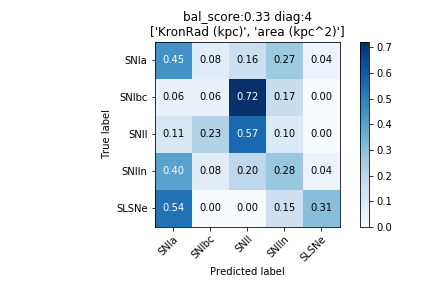 bal_score:0.33 diag:4
['KronRad (kpc)', 'area (kpc^2)']
True label
SNIa 0.45 0.08 0.16 0.27 0.04
SNIbc 0.06 0.06 0.72 0.17 0.00
SNII 0.11 0.23 0.57 0.10 0.00
SNIIn 0.40 0.08 0.20 0.28 0.04
SLSNe 0.54 0.00 0.00 0.15 0.31
SNIa SNIbc SNII SNIIn SLSNe
Predicted label
0.7
0.6
0.5
0.4
0.3
0.2
0.1
0.0